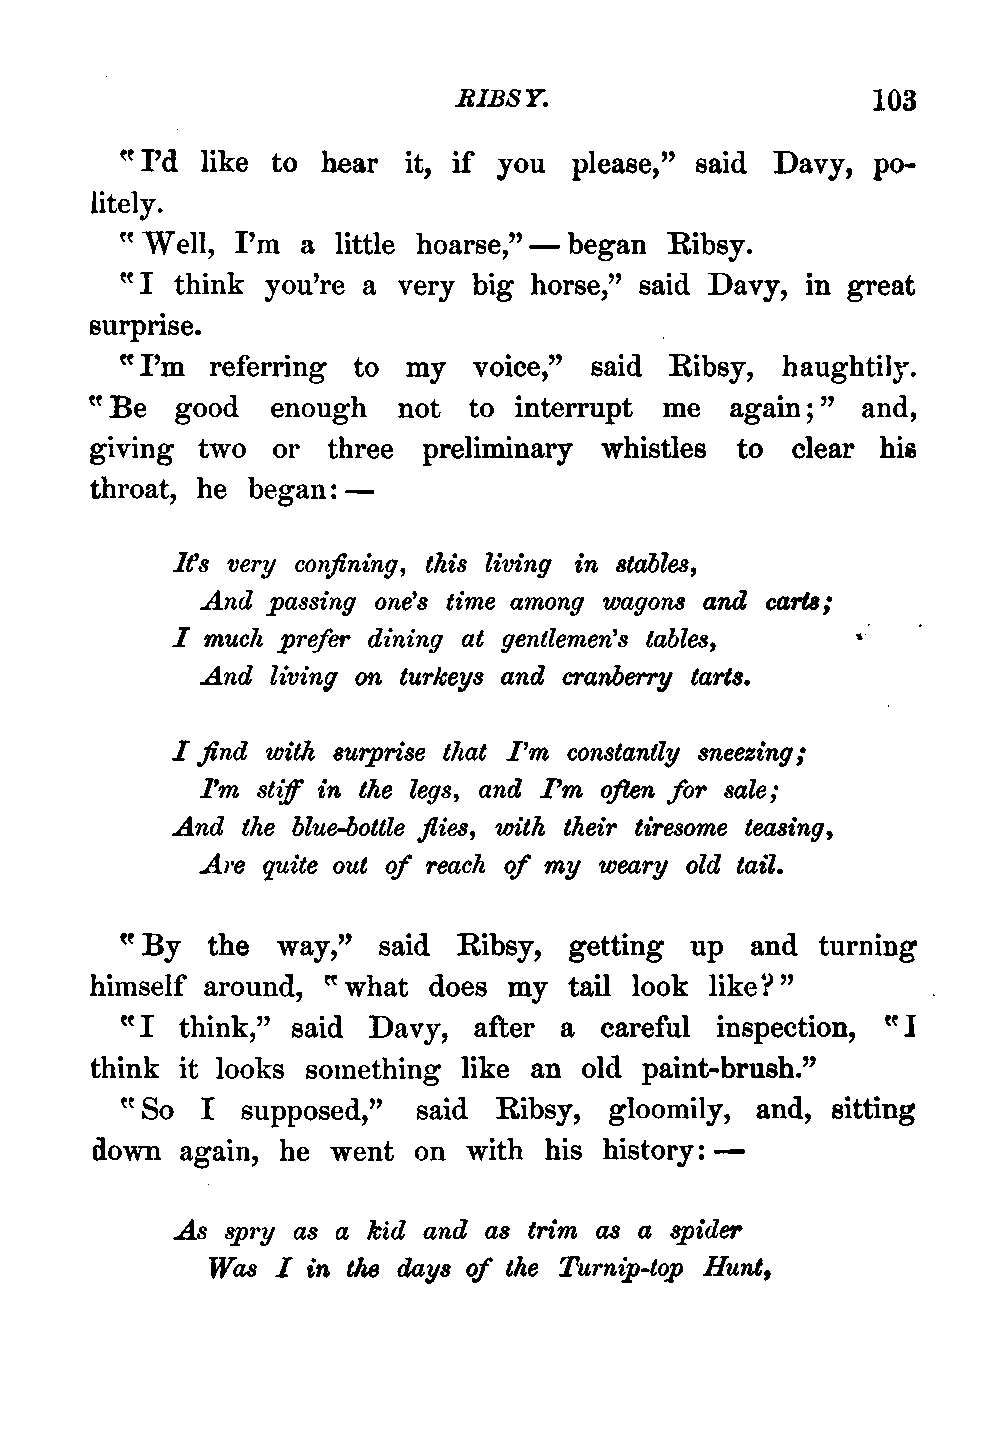 RIBSY. 103
"I'd like to hear it, if you please," said Davy, po-
litely.
"Well, I'm a little hoarse," — began Ribsy.
"I think you're a very big horse," said Davy, in great
surprise.
"I'm referring to my voice," said Ribsy, haughtily.
"Be good enough not to interrupt me again;" and,
giving two or three preliminary whistles to clear his
throat, he began: —
It's very confining, this living in stables,
And passing one's time among wagons and carts;
I much prefer dining at gentlemen's tables,
And living on turkeys and cranberry tarts.
I find with surprise that I'm constantly sneezing;
I'm stiff in the legs, and I'm often for sale;
And the blue-bottle flies, with their tiresome teasing,
Are quite out of reach of my weary old tail.
"By the way," said Ribsy, getting up and turning
himself around, "what does my tail look like?"
"I think," said Davy, after a careful inspection, "I
think it looks something like an old paint-brush."
"So I supposed," said Ribsy, gloomily, and, sitting
down again, he went on with his history: —
As spry as a kid and as trim as a spider
Was I in the days of the Turnip-top Hunt,